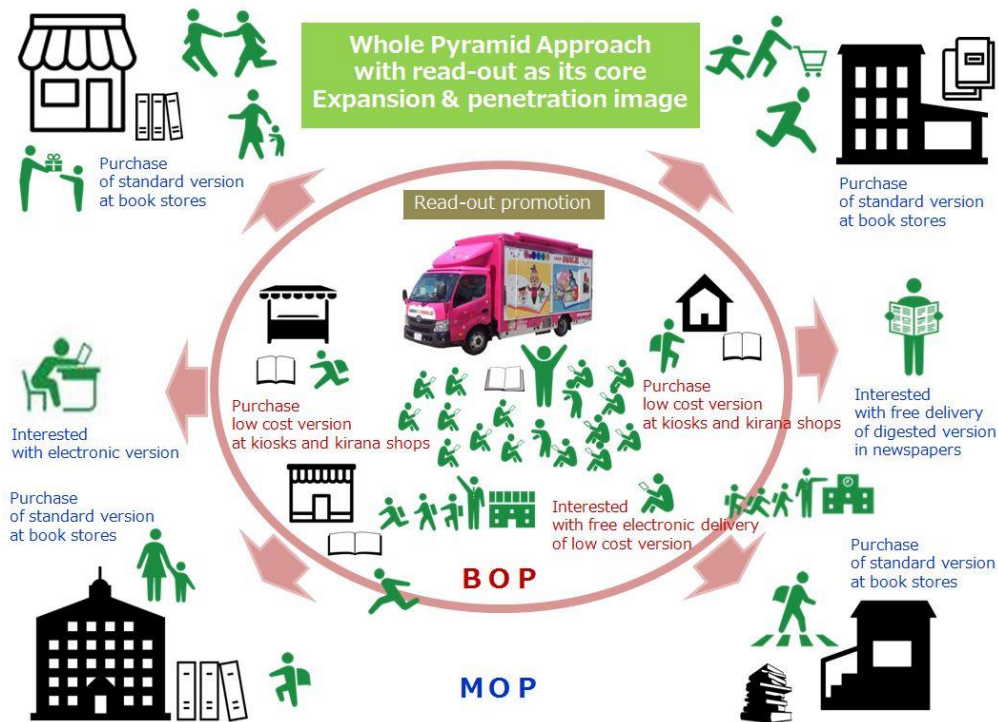 Whole Pyramid Approach
with read-out as its core
Expansion & penetration image
Purchase
of standard version
at book stores
Purchase
of standard version
at book stores
Read-out promotion
Purchase
low cost version
at kiosks and kirana shops
Purchase
low cost version
at kiosks and kirana shops
Interested
with electronic version
Interested
with free delivery
of digested version
in newspapers
Purchase
of standard version
at book stores
Interested
with free electronic delivery
of low cost version
Purchase
of standard version
at book stores
BOP
MOP